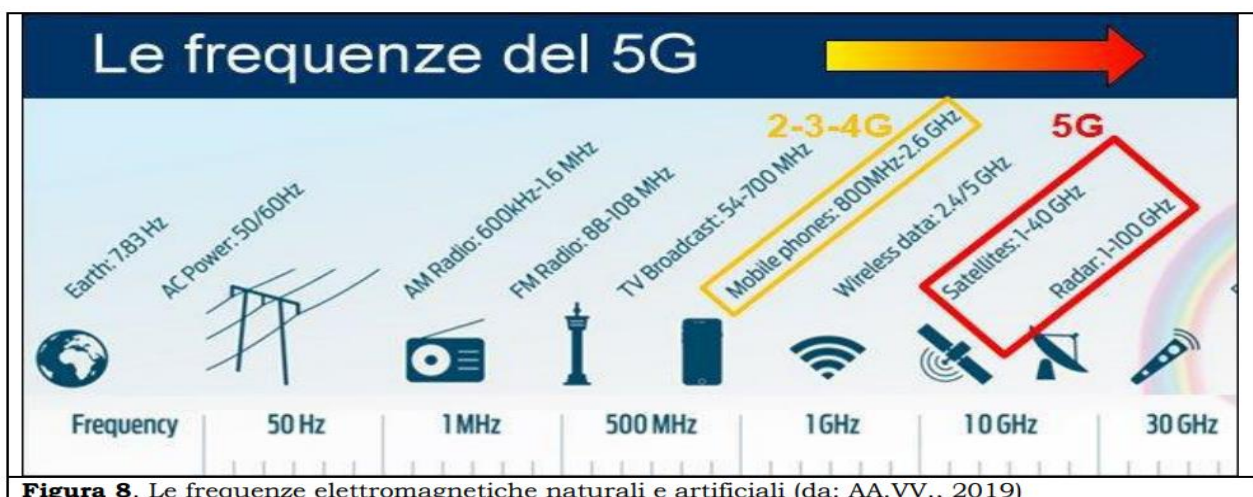 Le frequenze del 5G
2-3-4G
5G
Earth: 7.83 Hz
AC Power: 50/60Hz
AM Radio: 600kHz-1.6 MHz
FM Radio: 88-108 MHz
TV Broadcast: 54-700 MHz
Mobile phones: 800MHz-2.6 GHz
Wireless data: 2.4/5 GHz
Satellites: 1-40 GHz
Radar: 1-100 GHz
Frequency 50 Hz 1 MHz 500 MHz 1 GHz 10 GHz 30 GHz
Figura 8. Le frequenze elettromagnetiche naturali e artificiali (da: AA.VV., 2019)